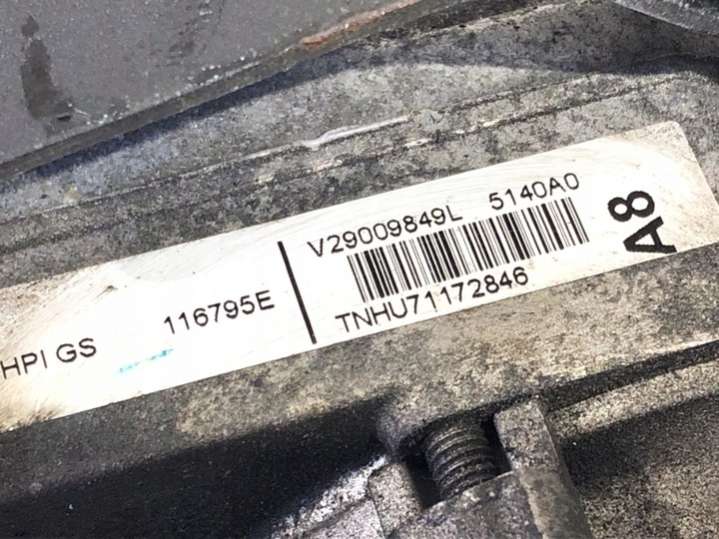 HPI GS 116795E
V29009849L 5140A0
TNHU71172846
A8